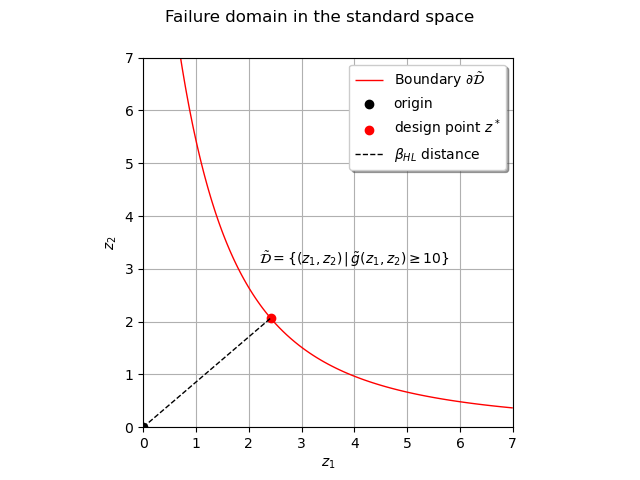 Failure domain in the standard space
Boundary ∂𝒟̃
origin
design point z*
β_HL distance
𝒟̃ = {(z₁, z₂) | g̃(z₁, z₂) ≥ 10}
z₂
7
6
5
4
3
2
1
0
0 1 2 3 4 5 6 7
z₁